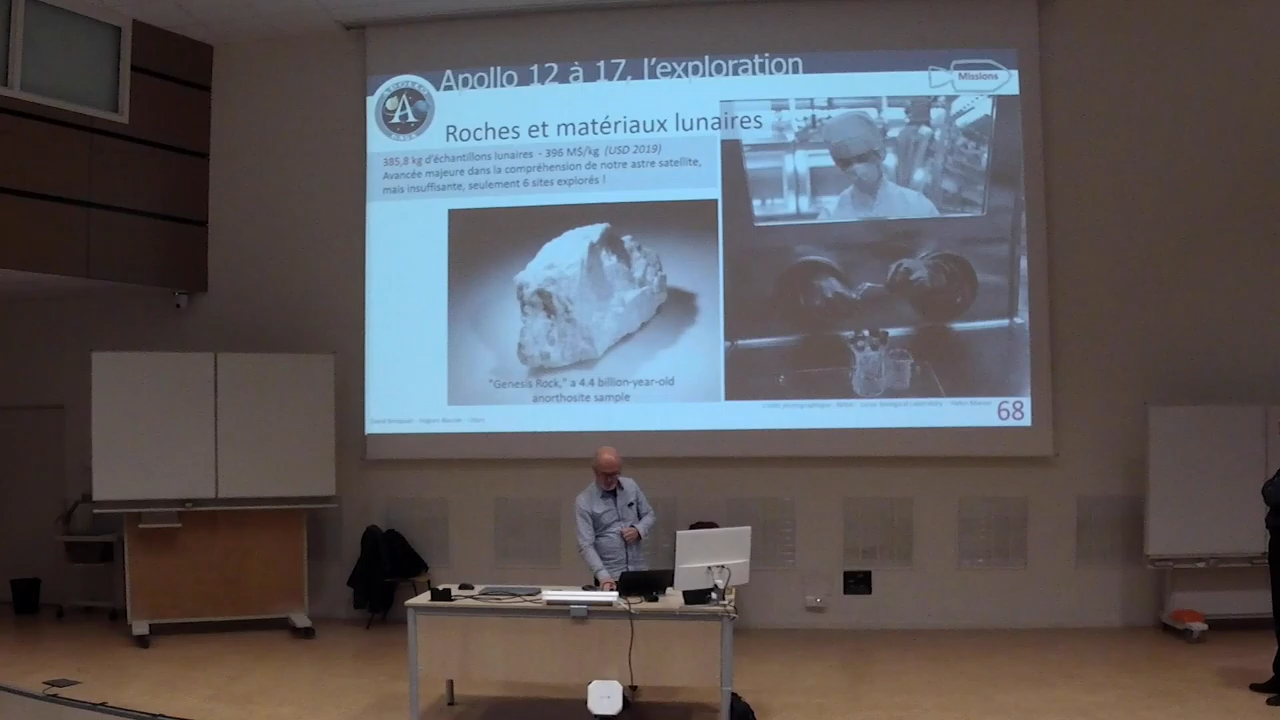 Apollo 12 à 17, l'exploration
Missions
APOLLO
A
Roches et matériaux lunaires
385,8 kg d'échantillons lunaires - 396 M$/kg (USD 2019)
Avancée majeure dans la compréhension de notre astre satellite,
mais insuffisante, seulement 6 sites explorés !
"Genesis Rock," a 4.4 billion-year-old
anorthosite sample
68